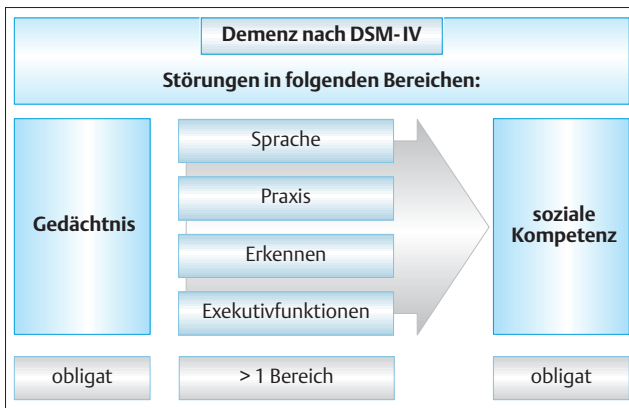 Demenz nach DSM-IV
Störungen in folgenden Bereichen:
Gedächtnis
Sprache
Praxis
Erkennen
Exekutivfunktionen
soziale
Kompetenz
obligat
> 1 Bereich
obligat